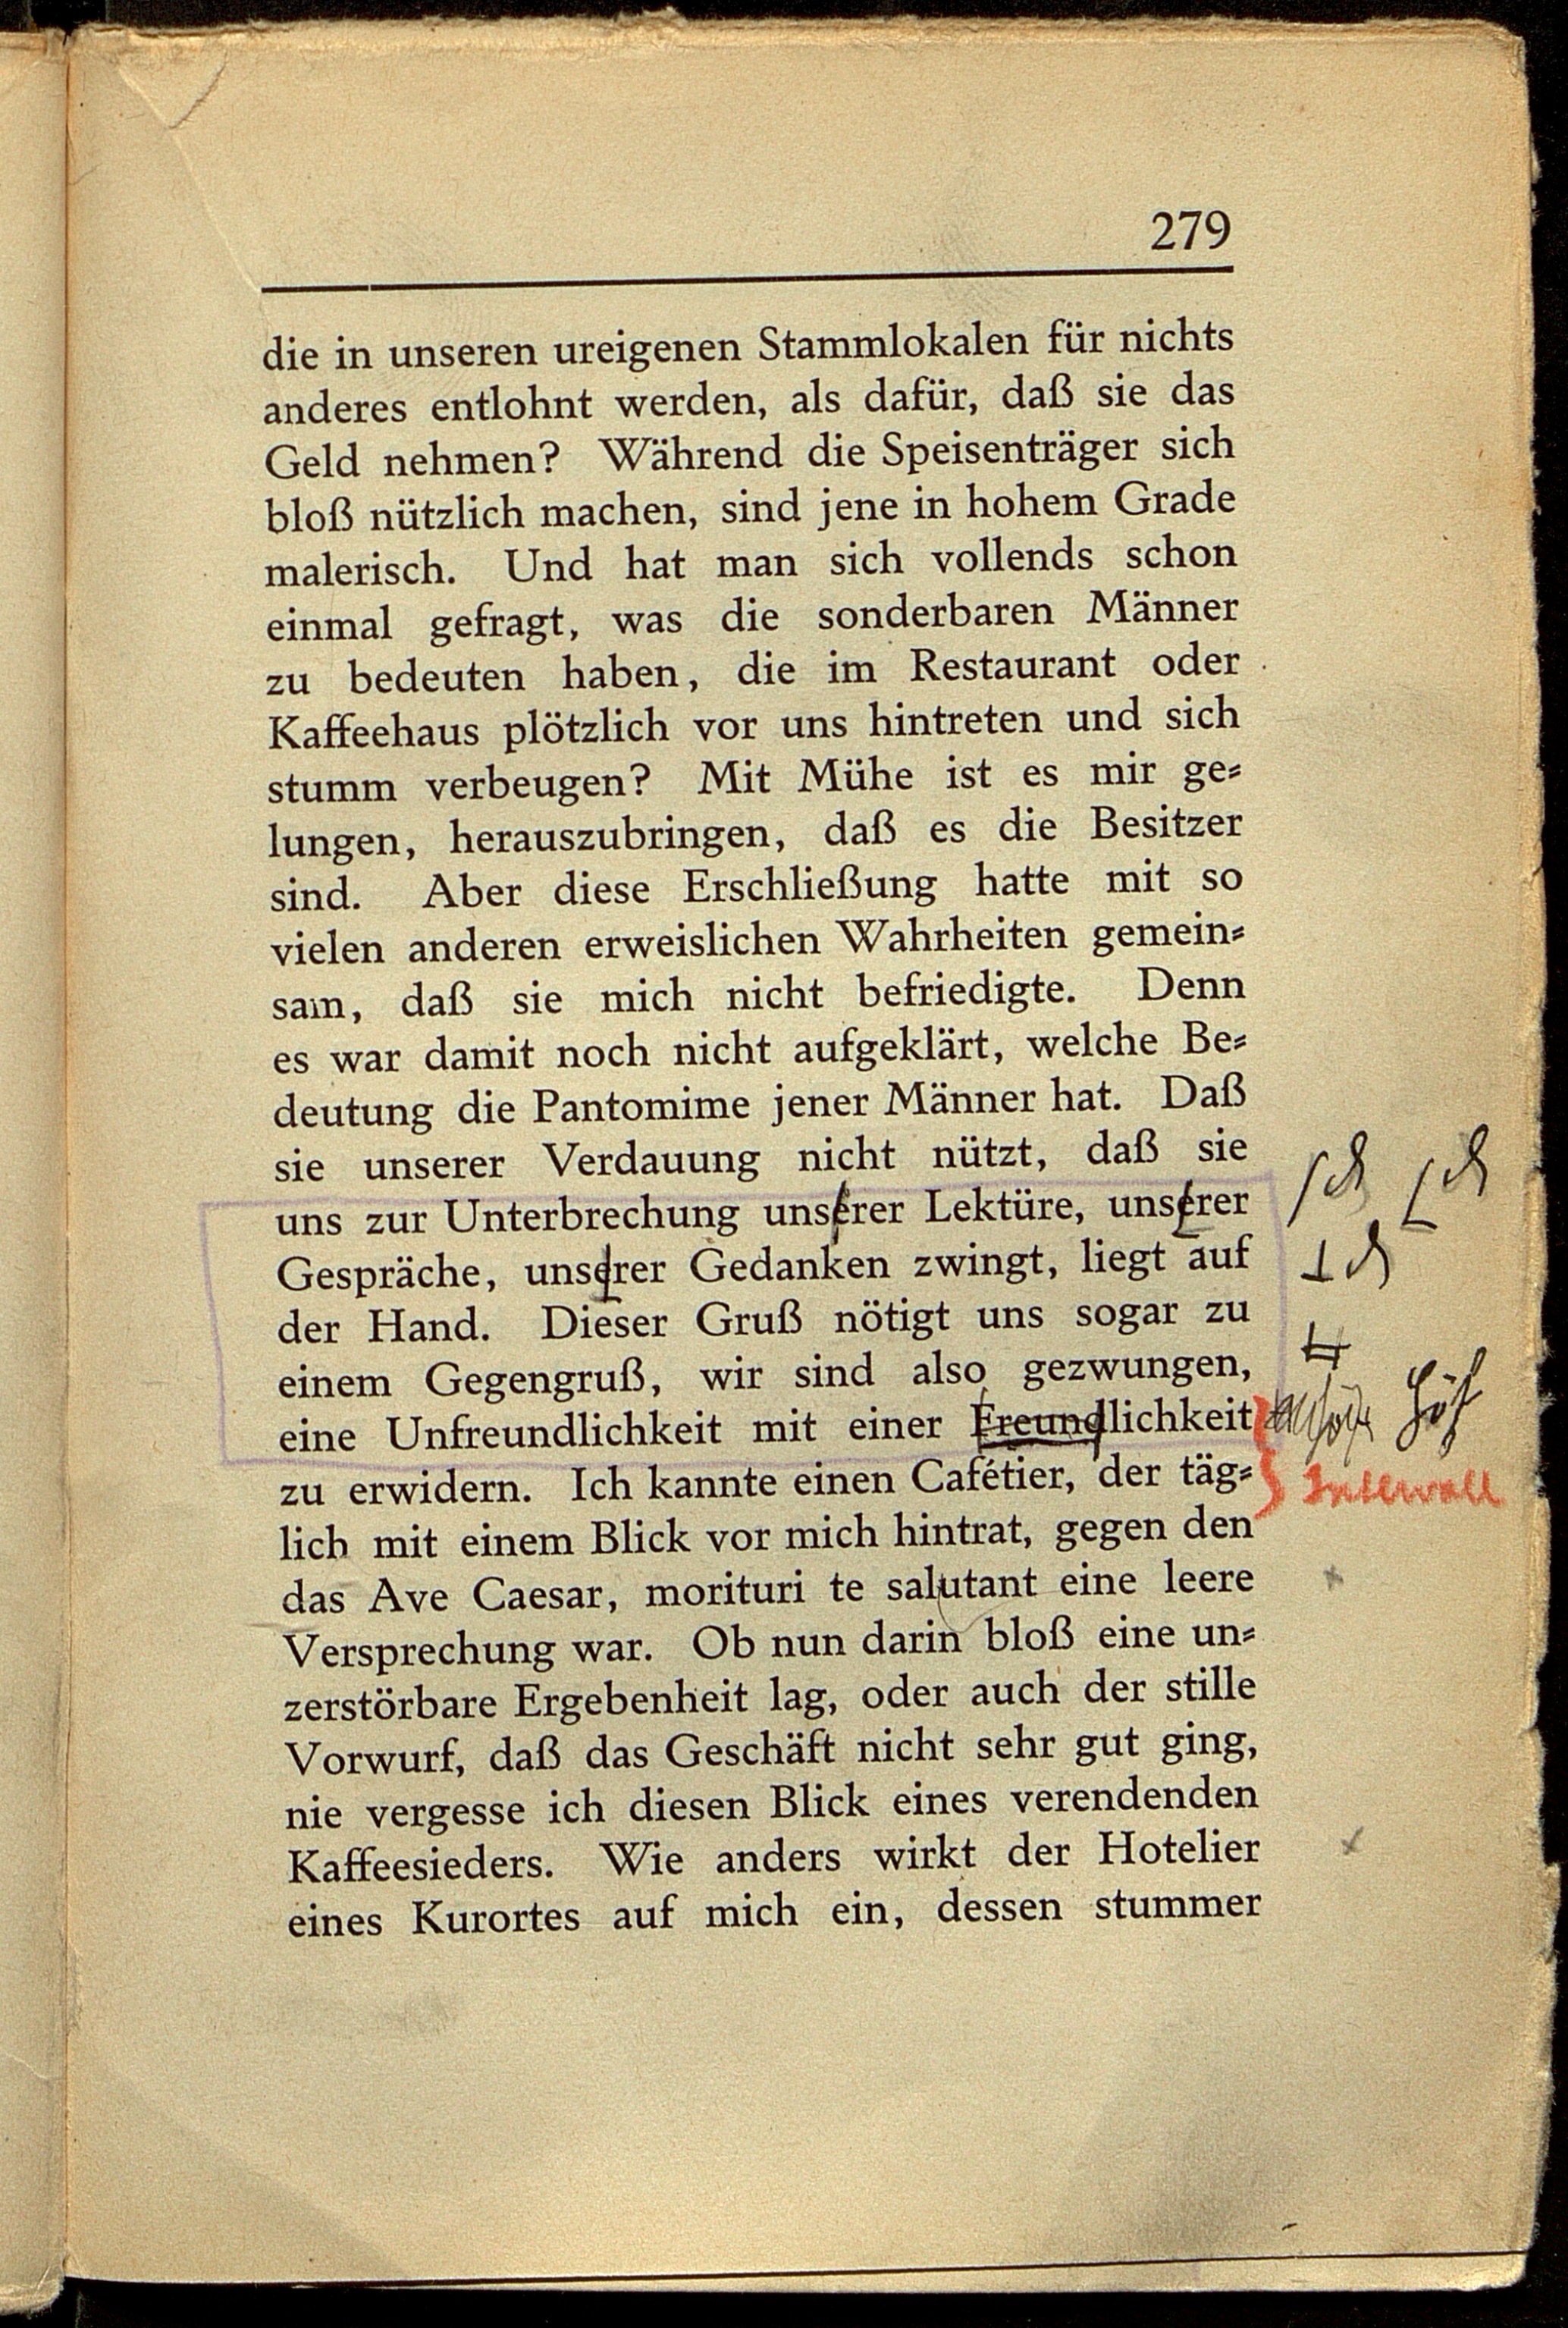 279
die in unseren ureigenen Stammlokalen für nichts
anderes entlohnt werden, als dafür, daß sie das
Geld nehmen? Während die Speisenträger sich
bloß nützlich machen, sind jene in hohem Grade
malerisch. Und hat man sich vollends schon
einmal gefragt, was die sonderbaren Männer
zu bedeuten haben, die im Restaurant oder
Kaffeehaus plötzlich vor uns hintreten und sich
stumm verbeugen? Mit Mühe ist es mir ge-
lungen, herauszubringen, daß es die Besitzer
sind. Aber diese Erschließung hatte mit so
vielen anderen erweislichen Wahrheiten gemein-
sam, daß sie mich nicht befriedigte. Denn
es war damit noch nicht aufgeklärt, welche Be-
deutung die Pantomime jener Männer hat. Daß
sie unserer Verdauung nicht nützt, daß sie
uns zur Unterbrechung unserer Lektüre, unserer
Gespräche, unserer Gedanken zwingt, liegt auf
der Hand. Dieser Gruß nötigt uns sogar zu
einem Gegengruß, wir sind also gezwungen,
eine Unfreundlichkeit mit einer Freundlichkeit höf
zu erwidern. Ich kannte einen Cafétier, der täg- Intervall
lich mit einem Blick vor mich hintrat, gegen den
das Ave Caesar, morituri te salutant eine leere
Versprechung war. Ob nun darin bloß eine un-
zerstörbare Ergebenheit lag, oder auch der stille
Vorwurf, daß das Geschäft nicht sehr gut ging,
nie vergesse ich diesen Blick eines verendenden
Kaffeesieders. Wie anders wirkt der Hotelier
eines Kurortes auf mich ein, dessen stummer